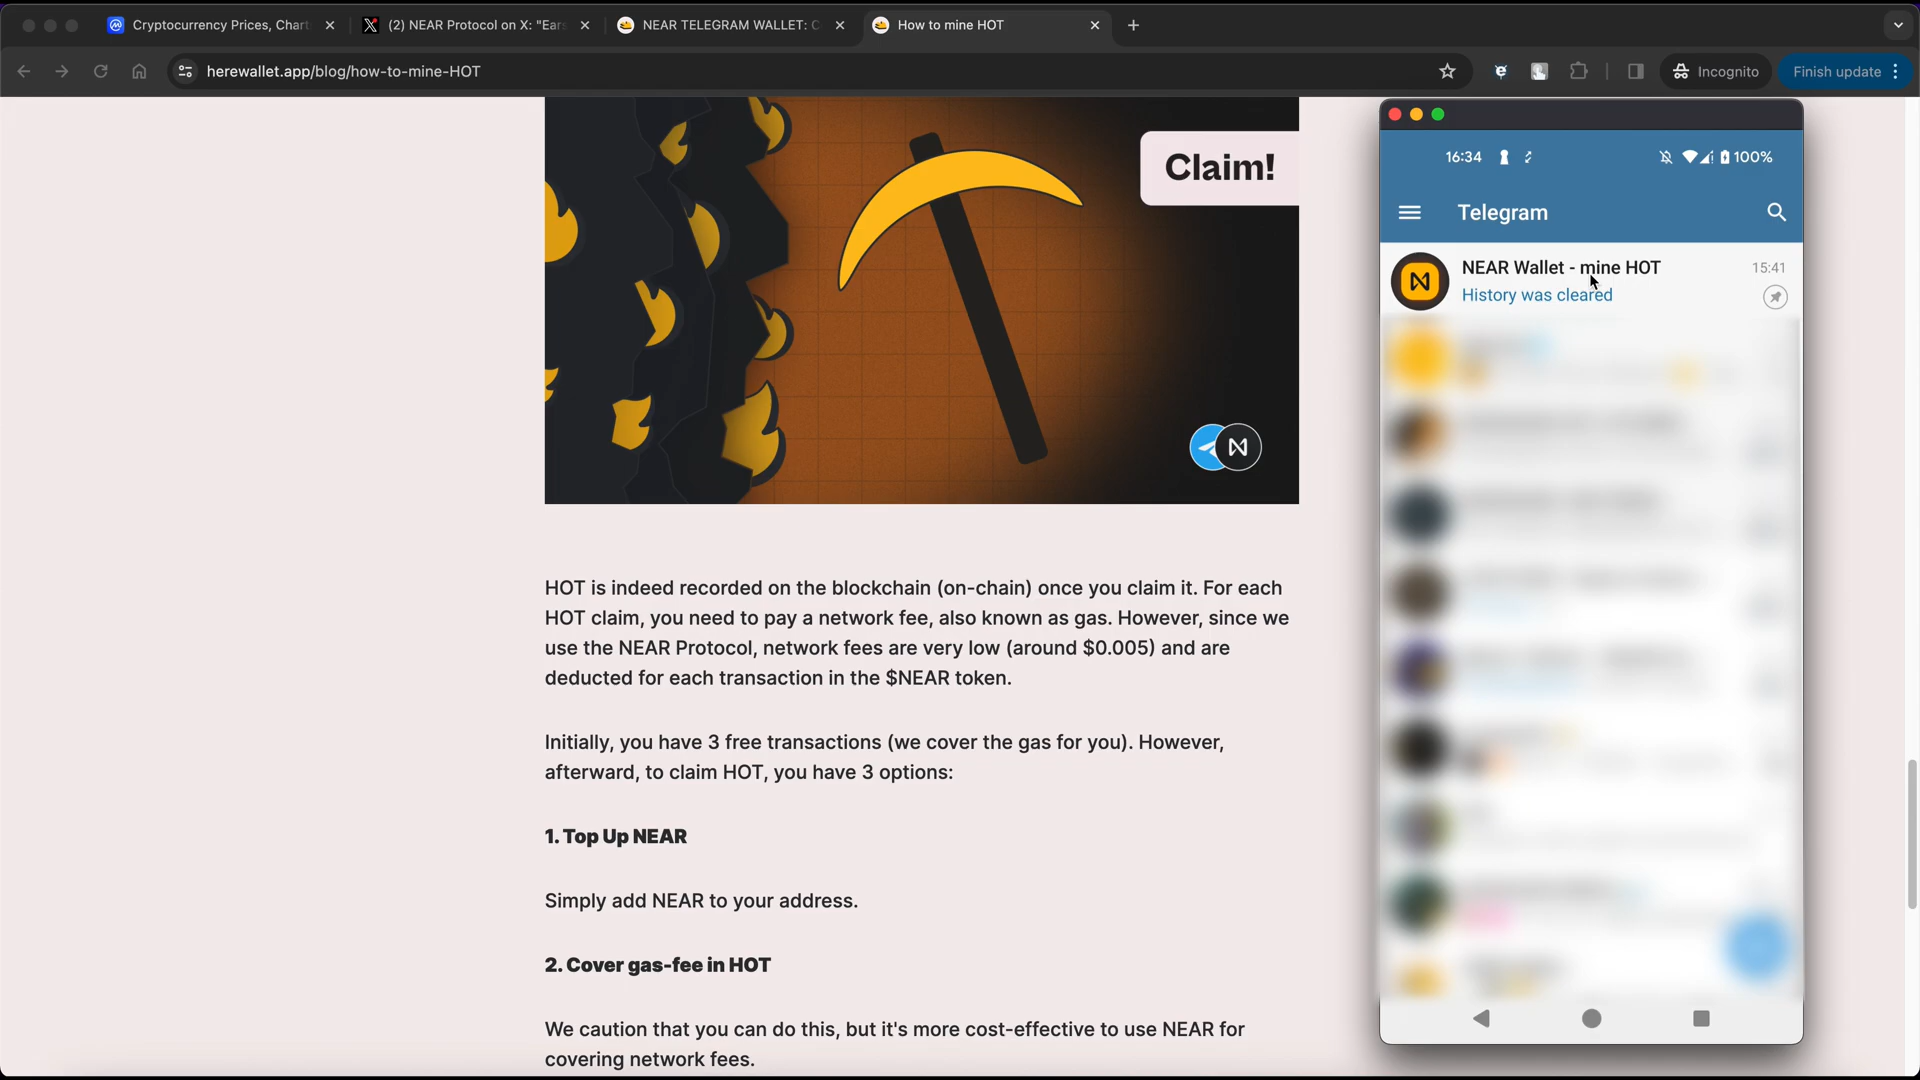 Cryptocurrency Prices, Chart
(2) NEAR Protocol on X: "Ears
NEAR TELEGRAM WALLET: C
How to mine HOT
herewallet.app/blog/how-to-mine-HOT
Incognito
Finish update
Claim!
HOT is indeed recorded on the blockchain (on-chain) once you claim it. For each
HOT claim, you need to pay a network fee, also known as gas. However, since we
use the NEAR Protocol, network fees are very low (around $0.005) and are
deducted for each transaction in the $NEAR token.
Initially, you have 3 free transactions (we cover the gas for you). However,
afterward, to claim HOT, you have 3 options:
1. Top Up NEAR
Simply add NEAR to your address.
2. Cover gas-fee in HOT
We caution that you can do this, but it's more cost-effective to use NEAR for
covering network fees.
16:34
100%
Telegram
NEAR Wallet - mine HOT
15:41
History was cleared